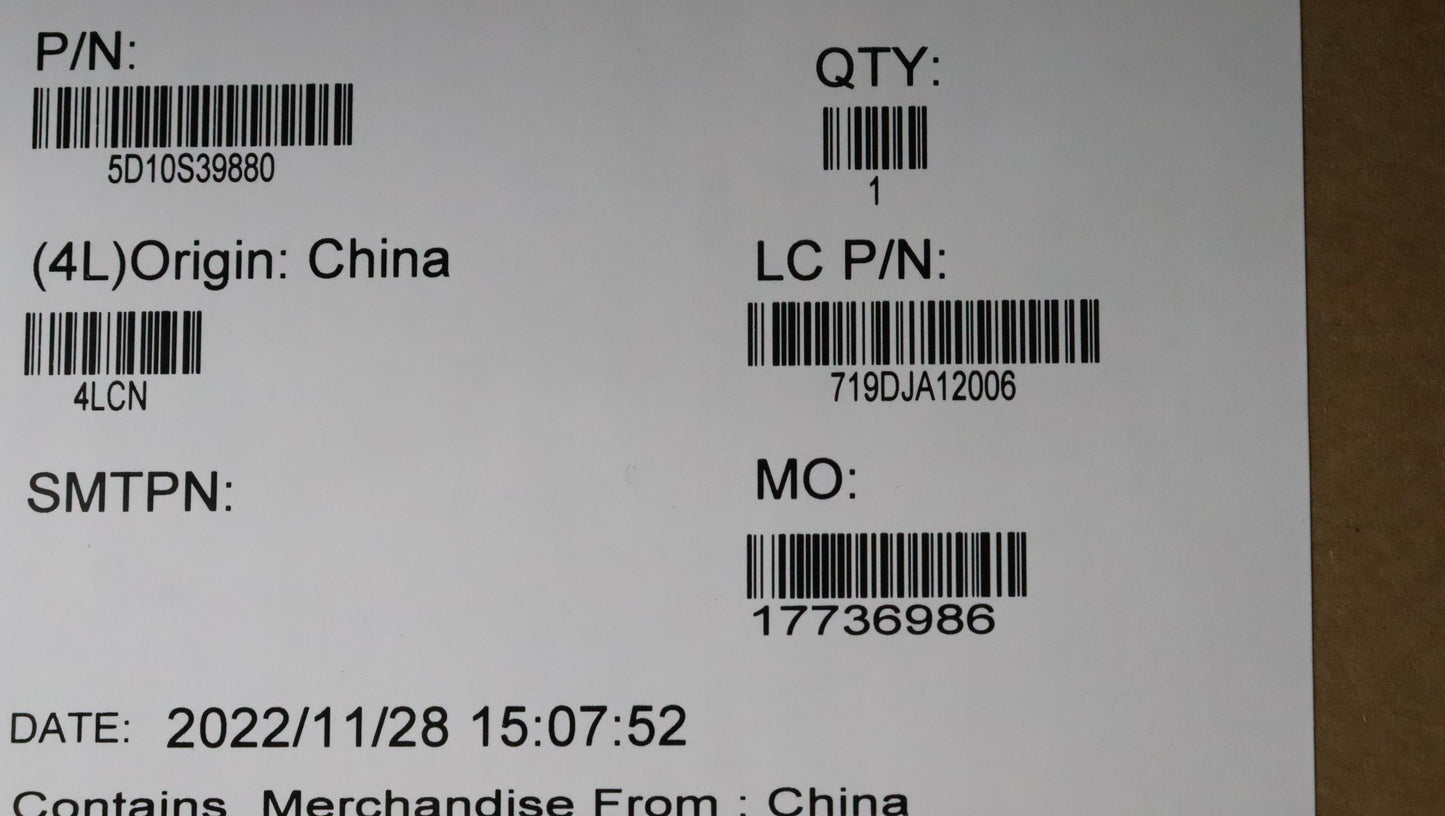 P/N:
5D10S39880
QTY:
1
(4L)Origin: China
4LCN
LC P/N:
719DJA12006
SMTPN:
MO:
17736986
DATE: 2022/11/28 15:07:52
Contains Merchandise From : China